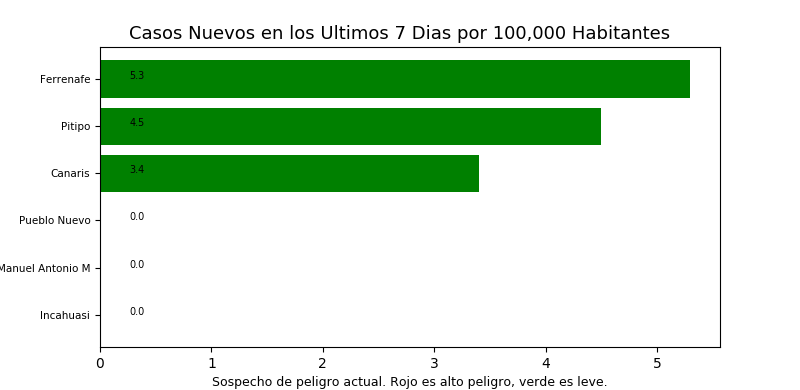 Casos Nuevos en los Ultimos 7 Dias por 100,000 Habitantes
Ferrenafe 5.3
Pitipo 4.5
Canaris 3.4
Pueblo Nuevo 0.0
Manuel Antonio M 0.0
Incahuasi 0.0
0 1 2 3 4 5
Sospecho de peligro actual. Rojo es alto peligro, verde es leve.